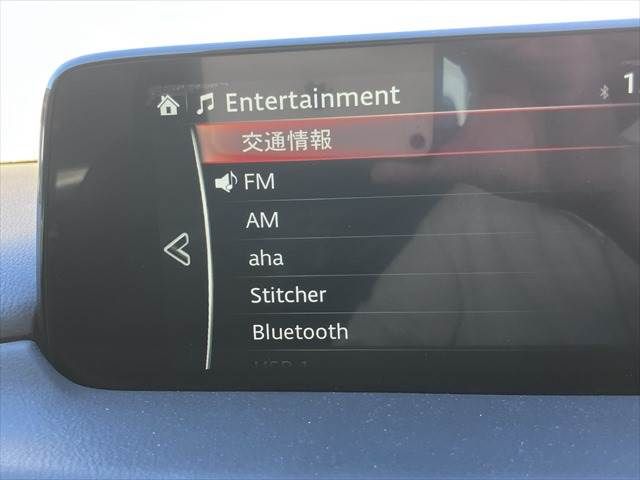 Entertainment
交通情報
FM
AM
aha
Stitcher
Bluetooth